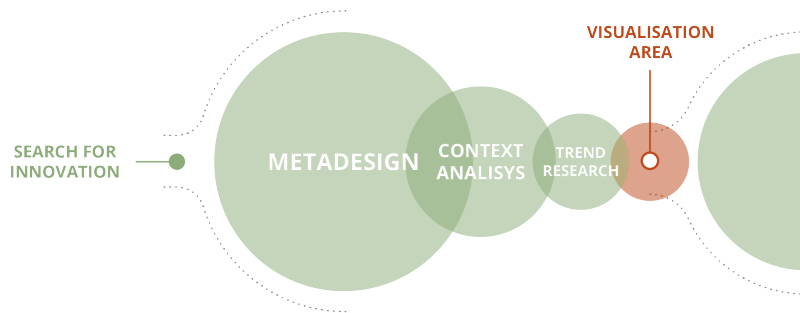 SEARCH FOR
INNOVATION
METADESIGN
CONTEXT
ANALISYS
TREND
RESEARCH
VISUALISATION
AREA